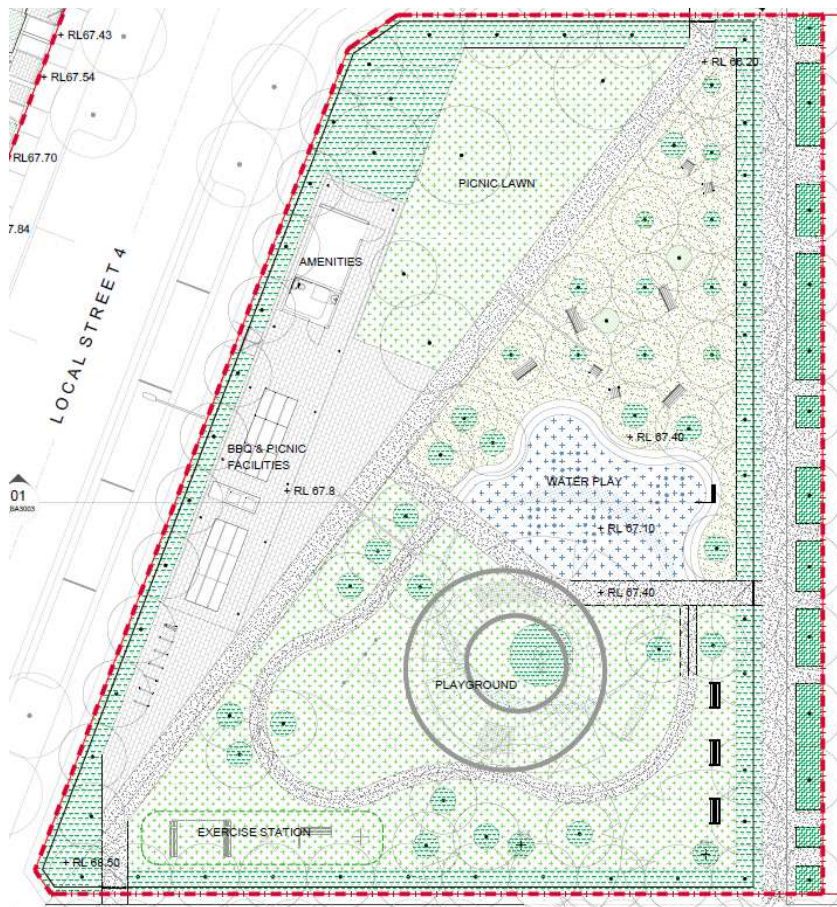 + RL67.43
+ RL67.54
RL67.70
7.84
LOCAL STREET 4
+ RL 66.20
PICNIC LAWN
AMENITIES
BBQ & PICNIC
FACILITIES
+ RL 67.8
+ RL 67.40
WATER PLAY
+ RL 67.10
+ RL 67.40
01
BA3003
PLAYGROUND
EXERCISE STATION
+ RL 68.50